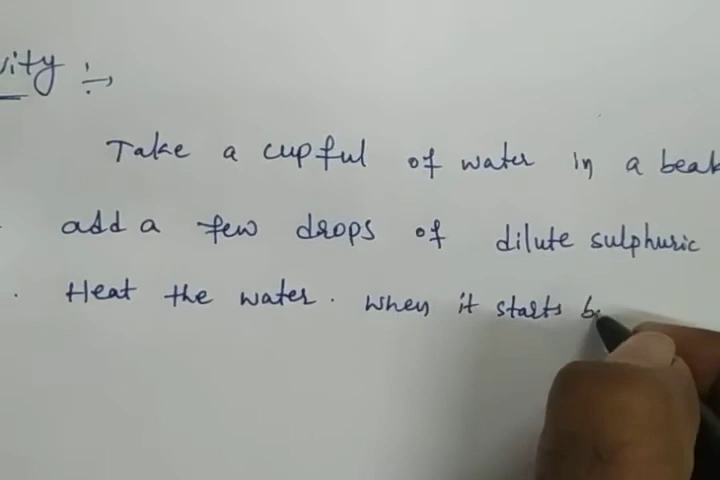 vity :-,
Take a cupful of water in a beak
add a few drops of dilute sulphuric
. Heat the water. When it starts b